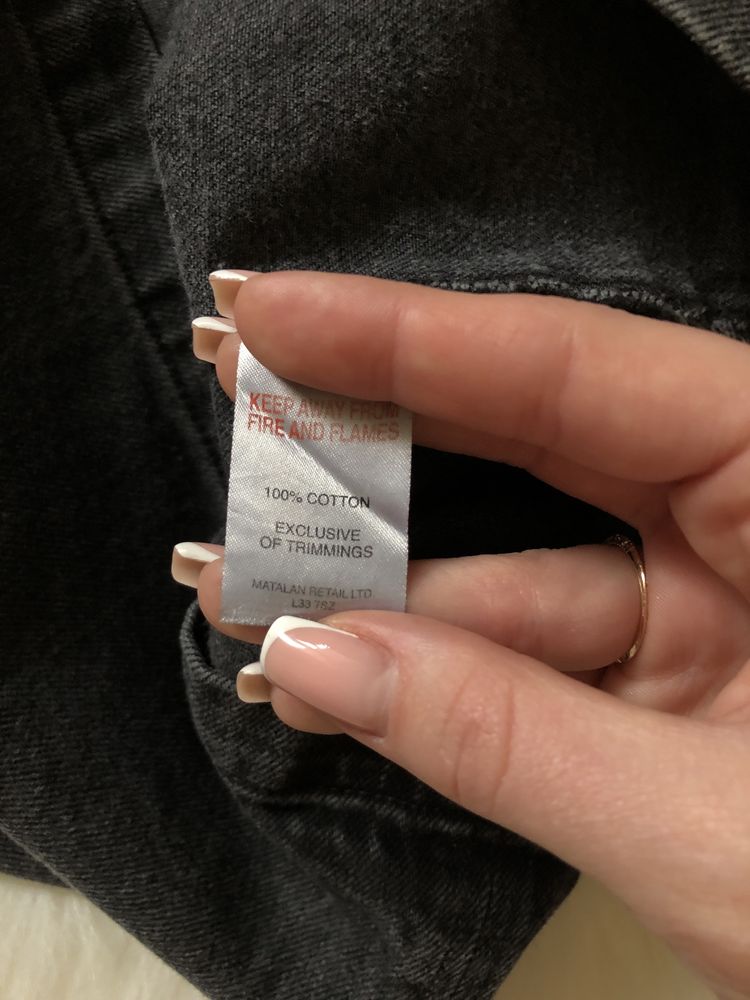 KEEP AWAY FROM
FIRE AND FLAMES
100% COTTON
EXCLUSIVE
OF TRIMMINGS
MATALAN RETAIL LTD.
L33 7SZ